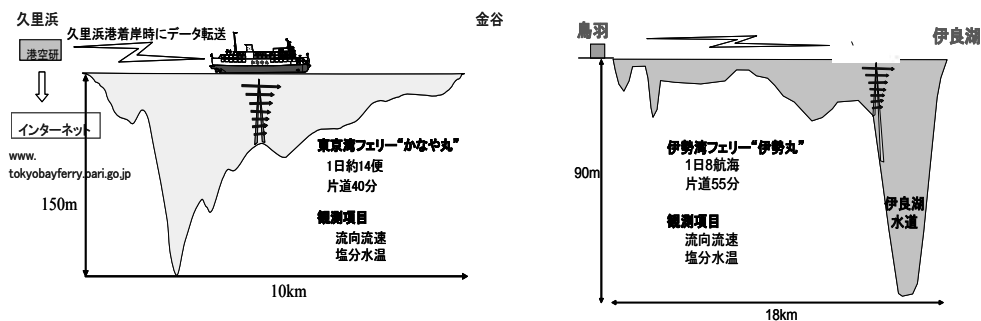 久里浜
金谷
久里浜港着岸時にデータ転送
港空研
インターネット
www.
tokyobayferry.pari.go.jp
150m
東京湾フェリー“かなや丸”
1日約14便
片道40分
観測項目
流向流速
塩分水温
10km
鳥羽
伊良湖
90m
伊勢湾フェリー“伊勢丸”
1日8航海
片道55分
観測項目
流向流速
塩分水温
伊良湖
水道
18km